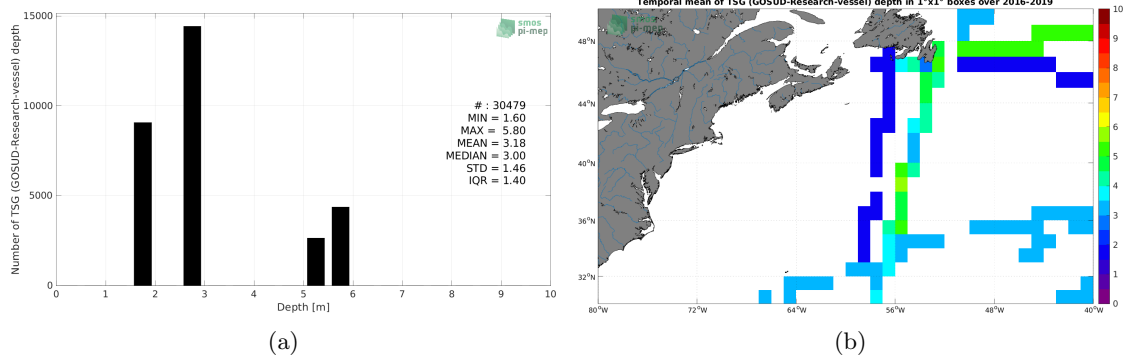 smos
pi-mep
15000
10000
5000
0
Number of TSG (GOSUD-Research-vessel) depth
# : 30479
MIN = 1.60
MAX = 5.80
MEAN = 3.18
MEDIAN = 3.00
STD = 1.46
IQR = 1.40
0 1 2 3 4 5 6 7 8 9 10
Depth [m]
(a)
Temporal mean of TSG (GOSUD-Research-vessel) depth in 1°x1° boxes over 2016-2019
smos
pi-mep
48°N
44°N
40°N
36°N
32°N
80°W 72°W 64°W 56°W 48°W 40°W
10
9
8
7
6
5
4
3
2
1
0
(b)